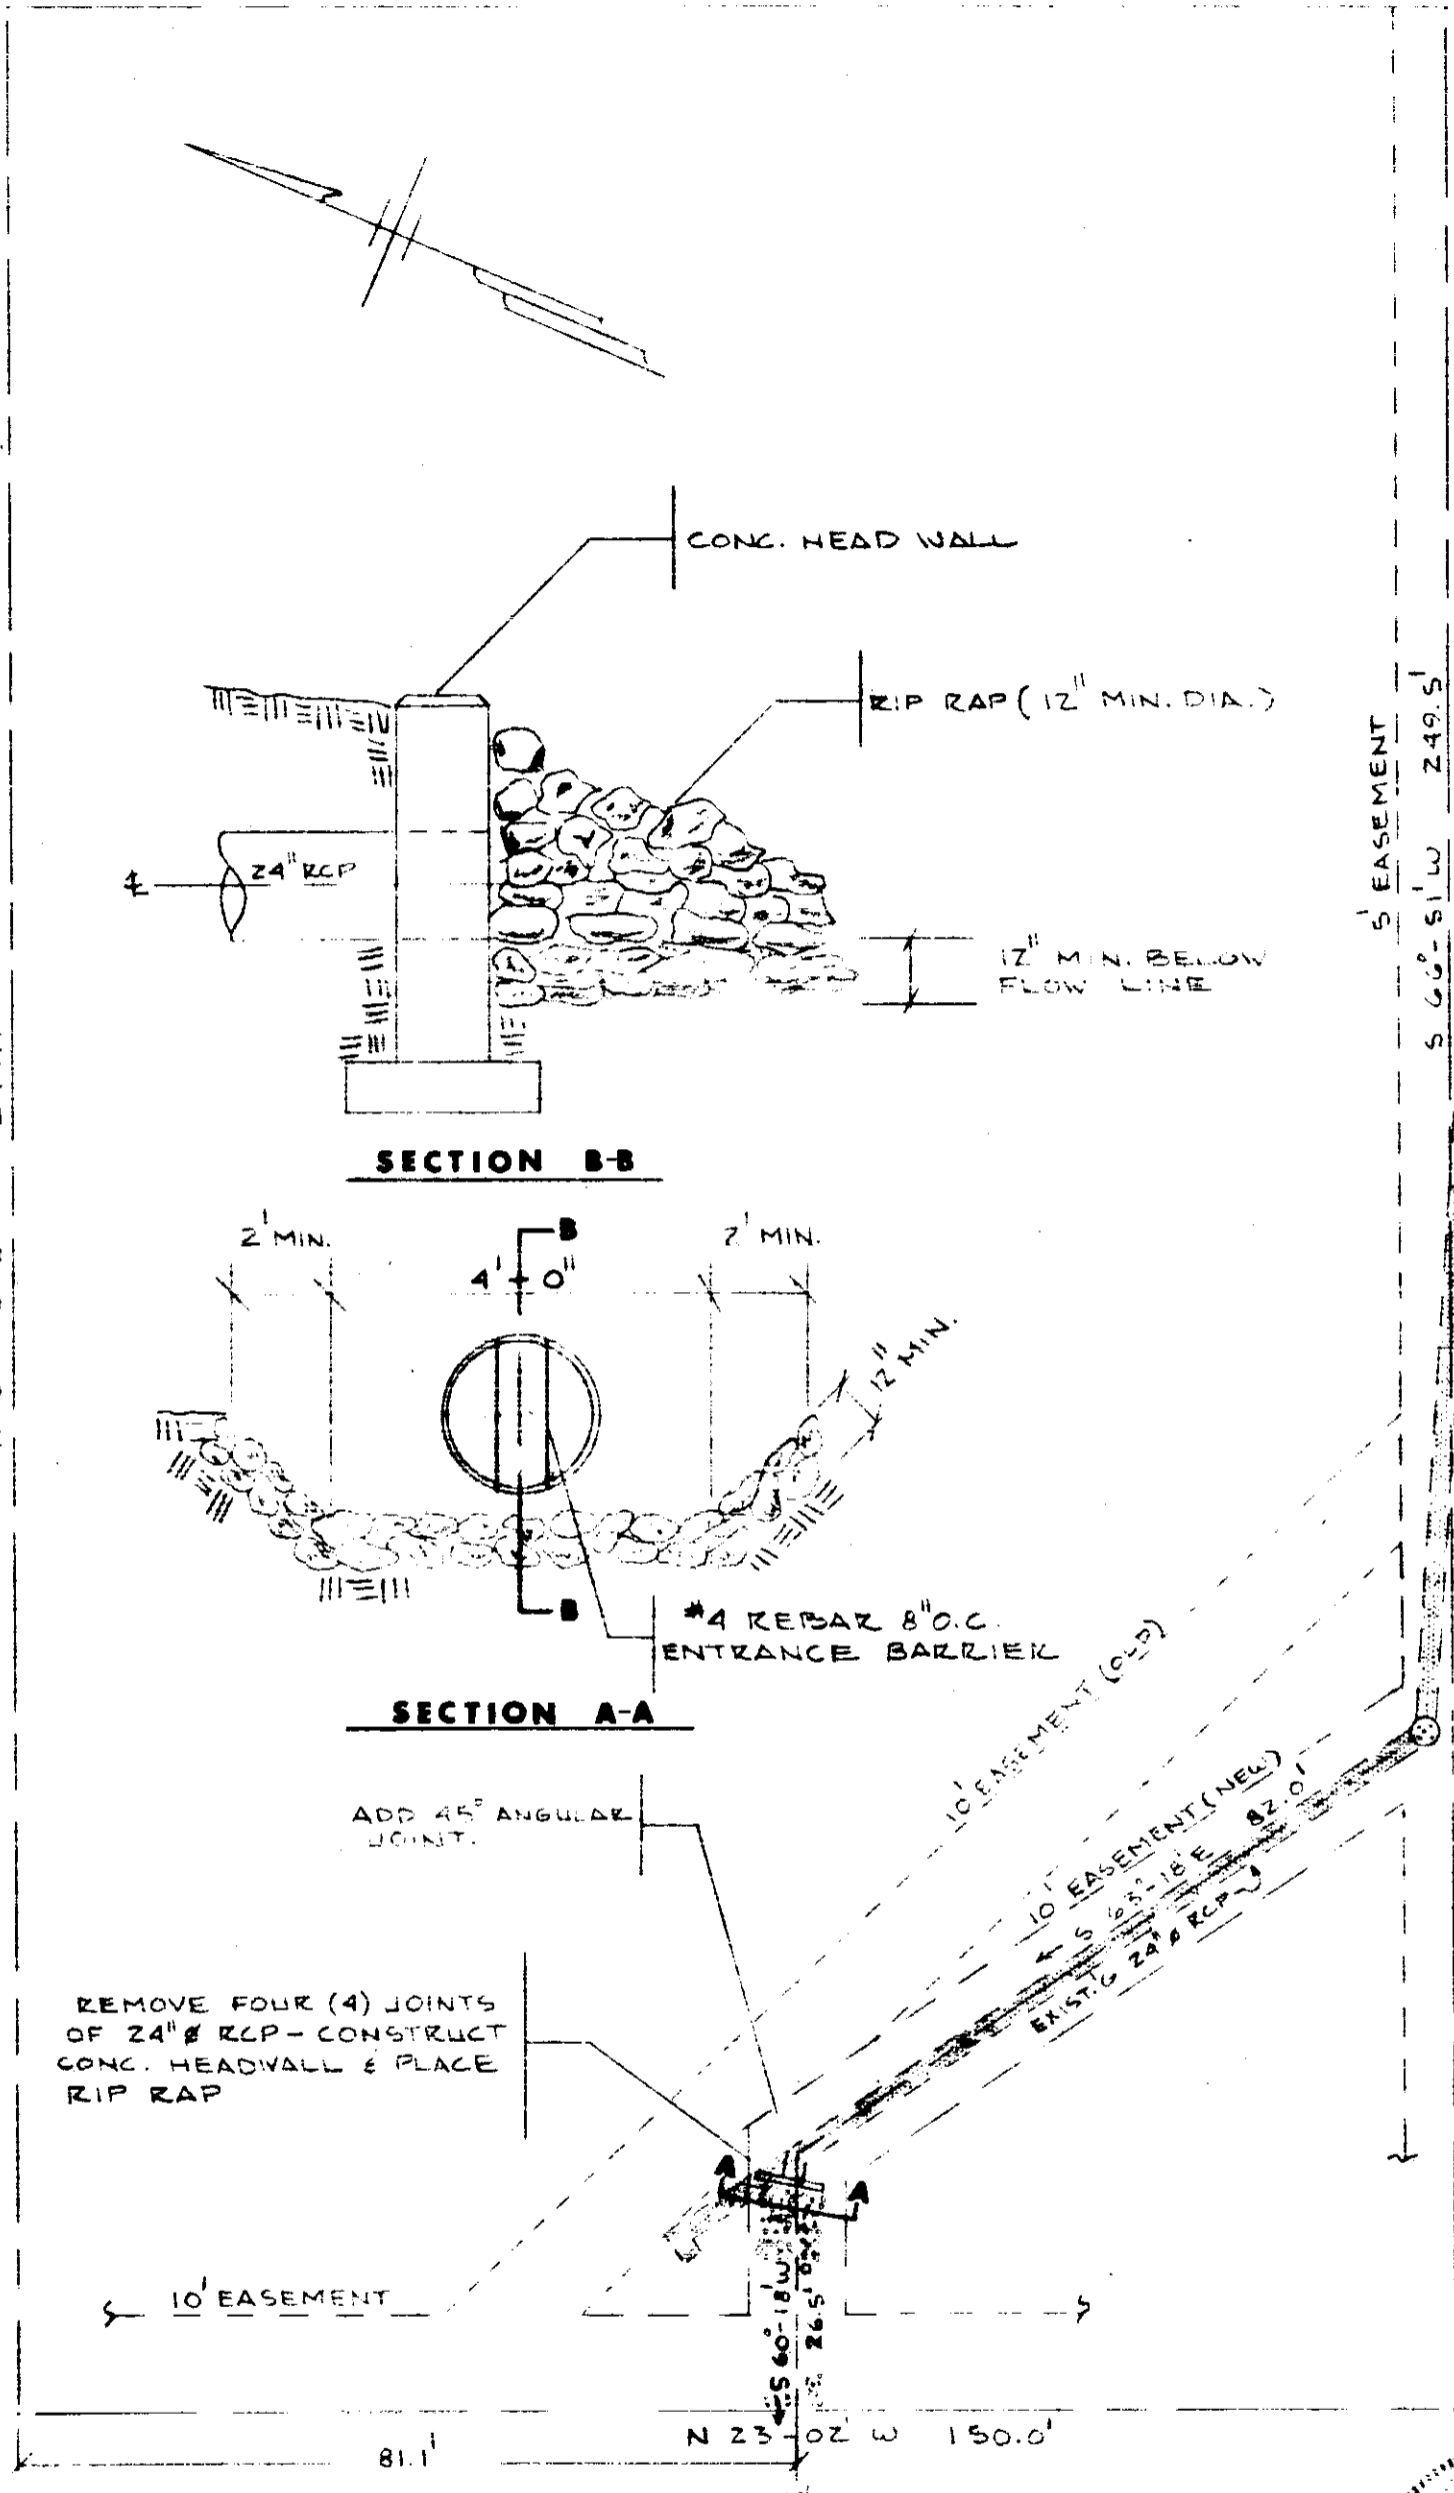 CONC. HEAD WALL
RIP RAP (12" MIN. DIA.)
24" RCP
12" MIN. BELOW
FLOW LINE
5' EASEMENT
S 66°-51' W 249.5'
SECTION B-B
2' MIN.
B
2' MIN.
4'-0"
12" MIN.
B
#4 REBAR 8" O.C.
ENTRANCE BARRIER
SECTION A-A
10' EASEMENT (OLD)
ADD 45° ANGULAR
JOINT.
10' EASEMENT (NEW)
S 63°-18' E 82.0'
EXIST.G 24" Ø RCP
REMOVE FOUR (4) JOINTS
OF 24" Ø RCP - CONSTRUCT
CONC. HEADWALL & PLACE
RIP RAP
A
A
10' EASEMENT
S 60°-18' W
26.5'
N 23-02' W 150.0'
81.1'